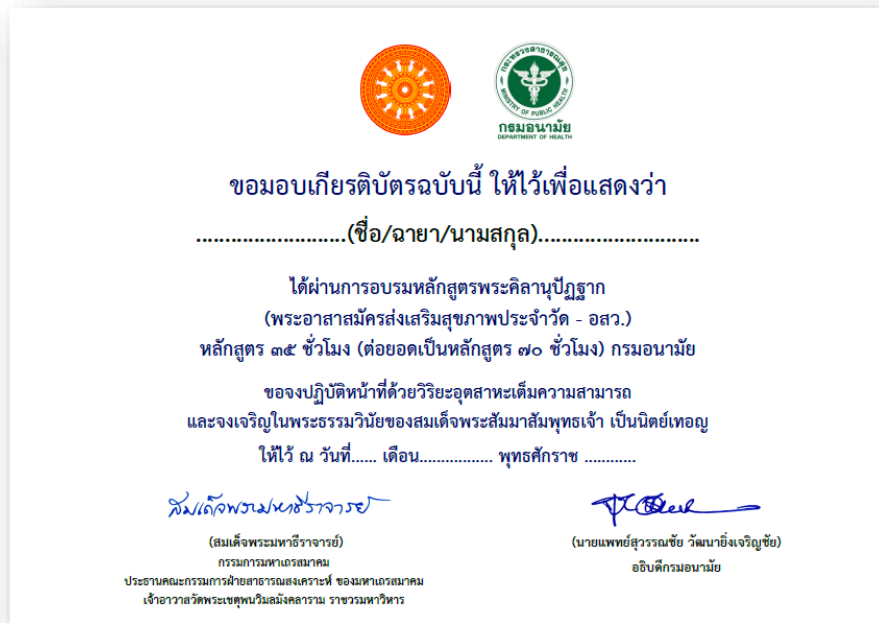 กระทรวงสาธารณสุข
MINISTRY OF PUBLIC HEALTH
กรมอนามัย
DEPARTMENT OF HEALTH
ขอมอบเกียรติบัตรฉบับนี้ ให้ไว้เพื่อแสดงว่า
..........................(ชื่อ/ฉายา/นามสกุล)............................
ได้ผ่านการอบรมหลักสูตรพระคิลานุปัฏฐาก
(พระอาสาสมัครส่งเสริมสุขภาพประจำวัด - อสว.)
หลักสูตร ๓๕ ชั่วโมง (ต่อยอดเป็นหลักสูตร ๗๐ ชั่วโมง) กรมอนามัย
ขอจงปฏิบัติหน้าที่ด้วยวิริยะอุตสาหะเต็มความสามารถ
และจงเจริญในพระธรรมวินัยของสมเด็จพระสัมมาสัมพุทธเจ้า เป็นนิตย์เทอญ
ให้ไว้ ณ วันที่...... เดือน................. พุทธศักราช ............
สมเด็จพระมหาธีราจารย์
(สมเด็จพระมหาธีราจารย์)
กรรมการมหาเถรสมาคม
ประธานคณะกรรมการฝ่ายสาธารณสงเคราะห์ ของมหาเถรสมาคม
เจ้าอาวาสวัดพระเชตุพนวิมลมังคลาราม ราชวรมหาวิหาร
(นายแพทย์สุวรรณชัย วัฒนายิ่งเจริญชัย)
อธิบดีกรมอนามัย